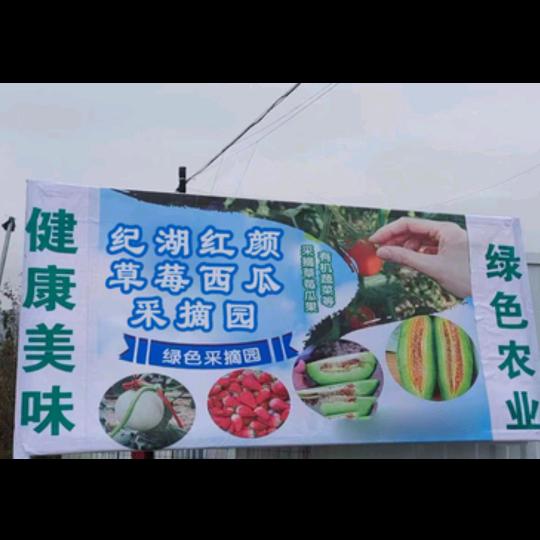 健康美味
纪湖红颜
草莓西瓜
采摘园
绿色采摘园
有机蔬菜等
采摘草莓瓜果
绿色农业